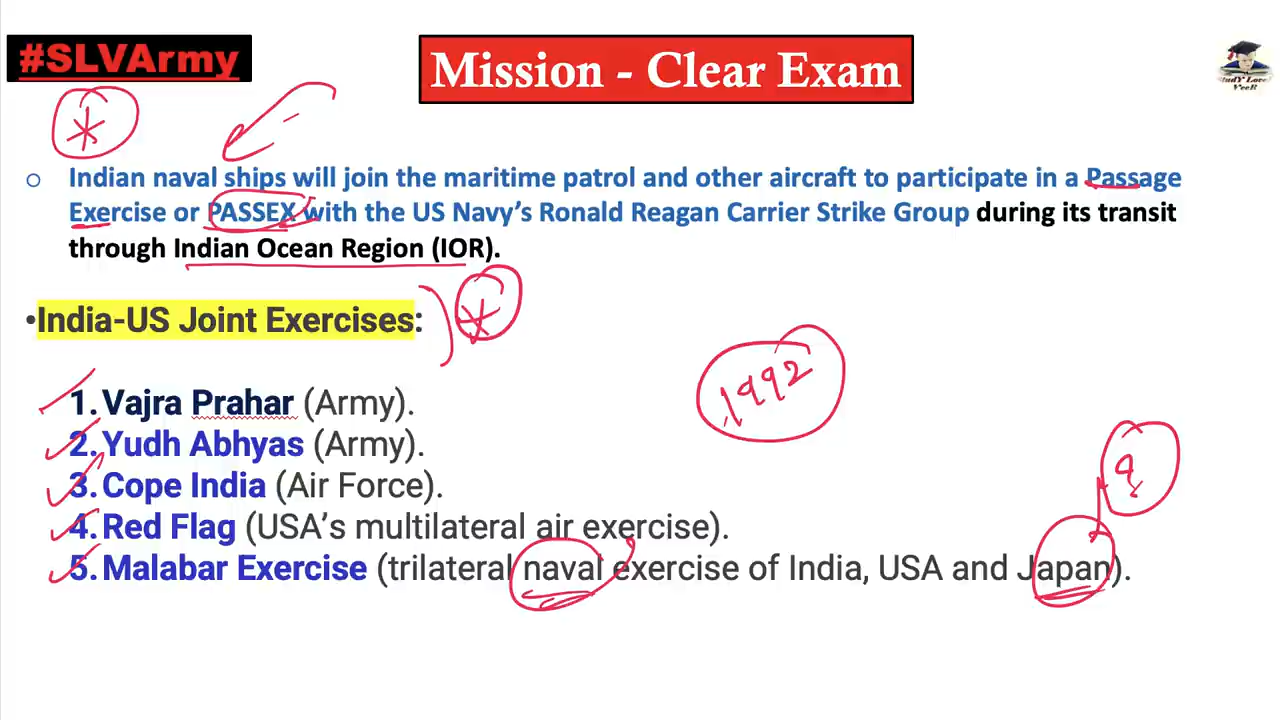 #SLVArmy
Mission - Clear Exam
StudY Lover
VeeR
Indian naval ships will join the maritime patrol and other aircraft to participate in a Passage
Exercise or PASSEX with the US Navy's Ronald Reagan Carrier Strike Group during its transit
through Indian Ocean Region (IOR).
•India-US Joint Exercises:
1992
1. Vajra Prahar (Army).
2. Yudh Abhyas (Army).
3. Cope India (Air Force).
4. Red Flag (USA's multilateral air exercise).
5. Malabar Exercise (trilateral naval exercise of India, USA and Japan).